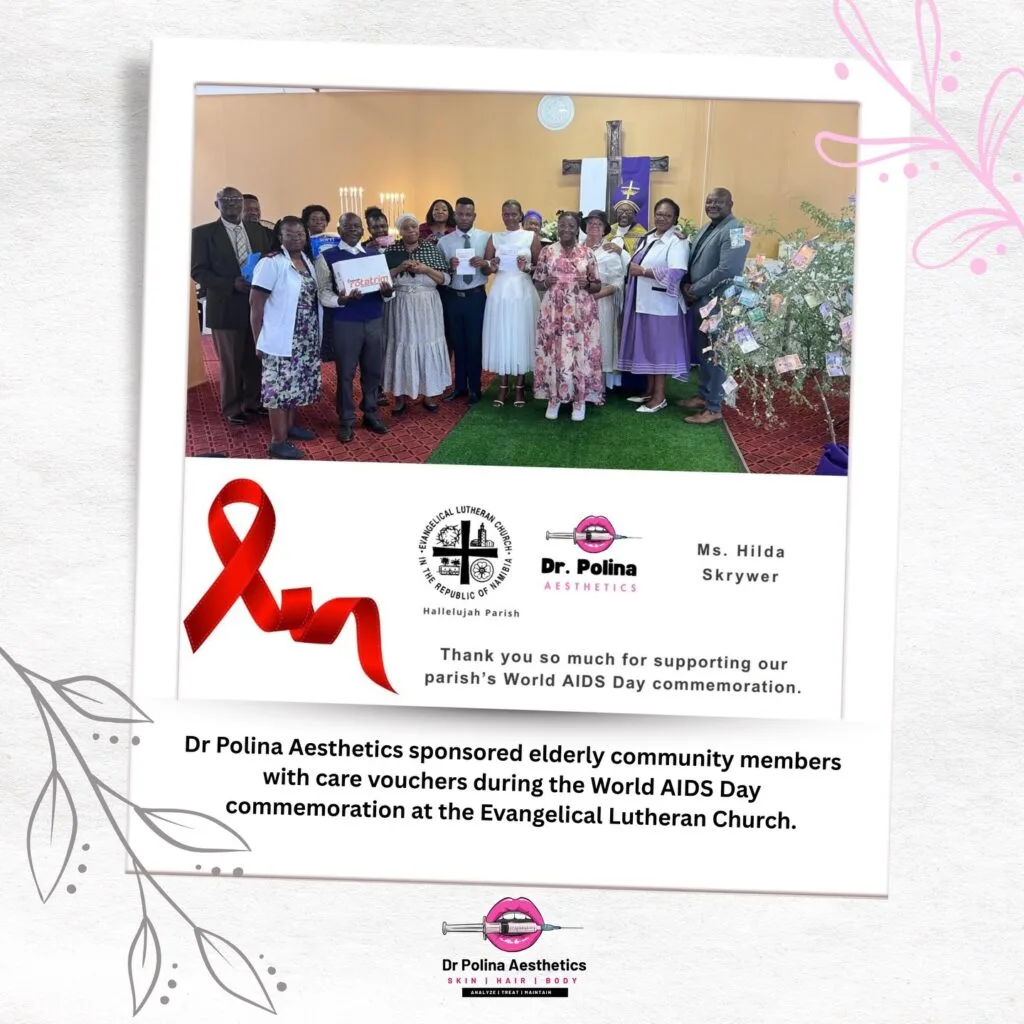 Totatrim
EVANGELICAL LUTHERAN CHURCH
IN THE REPUBLIC OF NAMIBIA
Hallelujah Parish
Dr. Polina
AESTHETICS
Ms. Hilda
Skrywer
Thank you so much for supporting our
parish's World AIDS Day commemoration.
Dr Polina Aesthetics sponsored elderly community members
with care vouchers during the World AIDS Day
commemoration at the Evangelical Lutheran Church.
Dr Polina Aesthetics
SKIN | HAIR | BODY
ANALYZE | TREAT | MAINTAIN